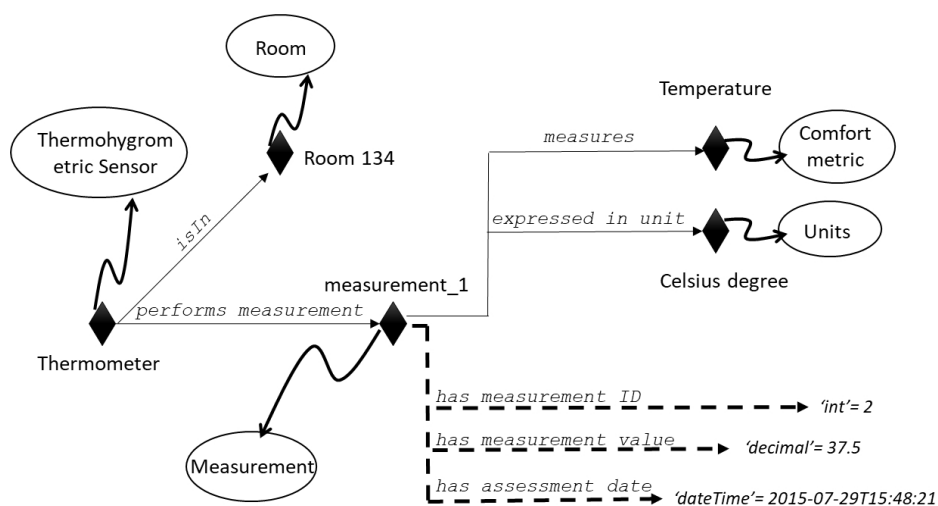 Room
Thermohygrom
etric Sensor
Room 134
isIn
Temperature
measures
Comfort
metric
expressed in unit
Units
Celsius degree
measurement_1
performs measurement
Thermometer
Measurement
has measurement ID
'int'= 2
has measurement value
'decimal'= 37.5
has assessment date
'dateTime'= 2015-07-29T15:48:21